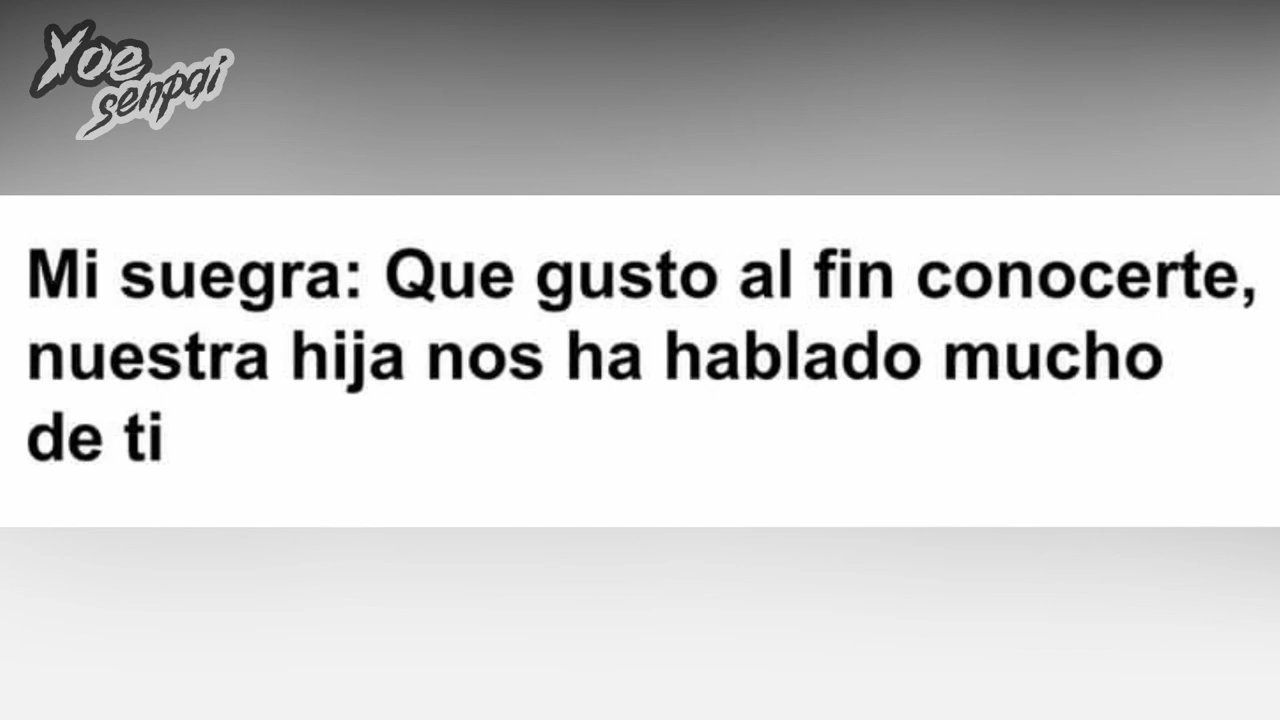 Yoe
senpai
Mi suegra: Que gusto al fin conocerte,
nuestra hija nos ha hablado mucho
de ti